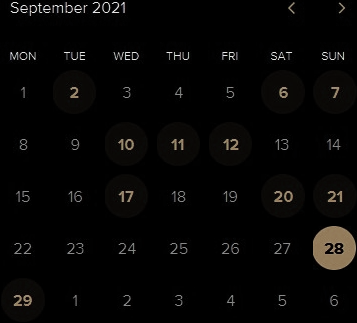 September 2021
MON TUE WED THU FRI SAT SUN
1 2 3 4 5 6 7
8 9 10 11 12 13 14
15 16 17 18 19 20 21
22 23 24 25 26 27 28
29 1 2 3 4 5 6